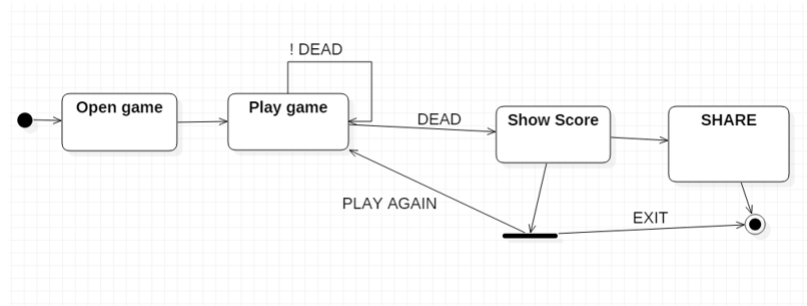 ! DEAD
Open game
Play game
DEAD
Show Score
SHARE
PLAY AGAIN
EXIT